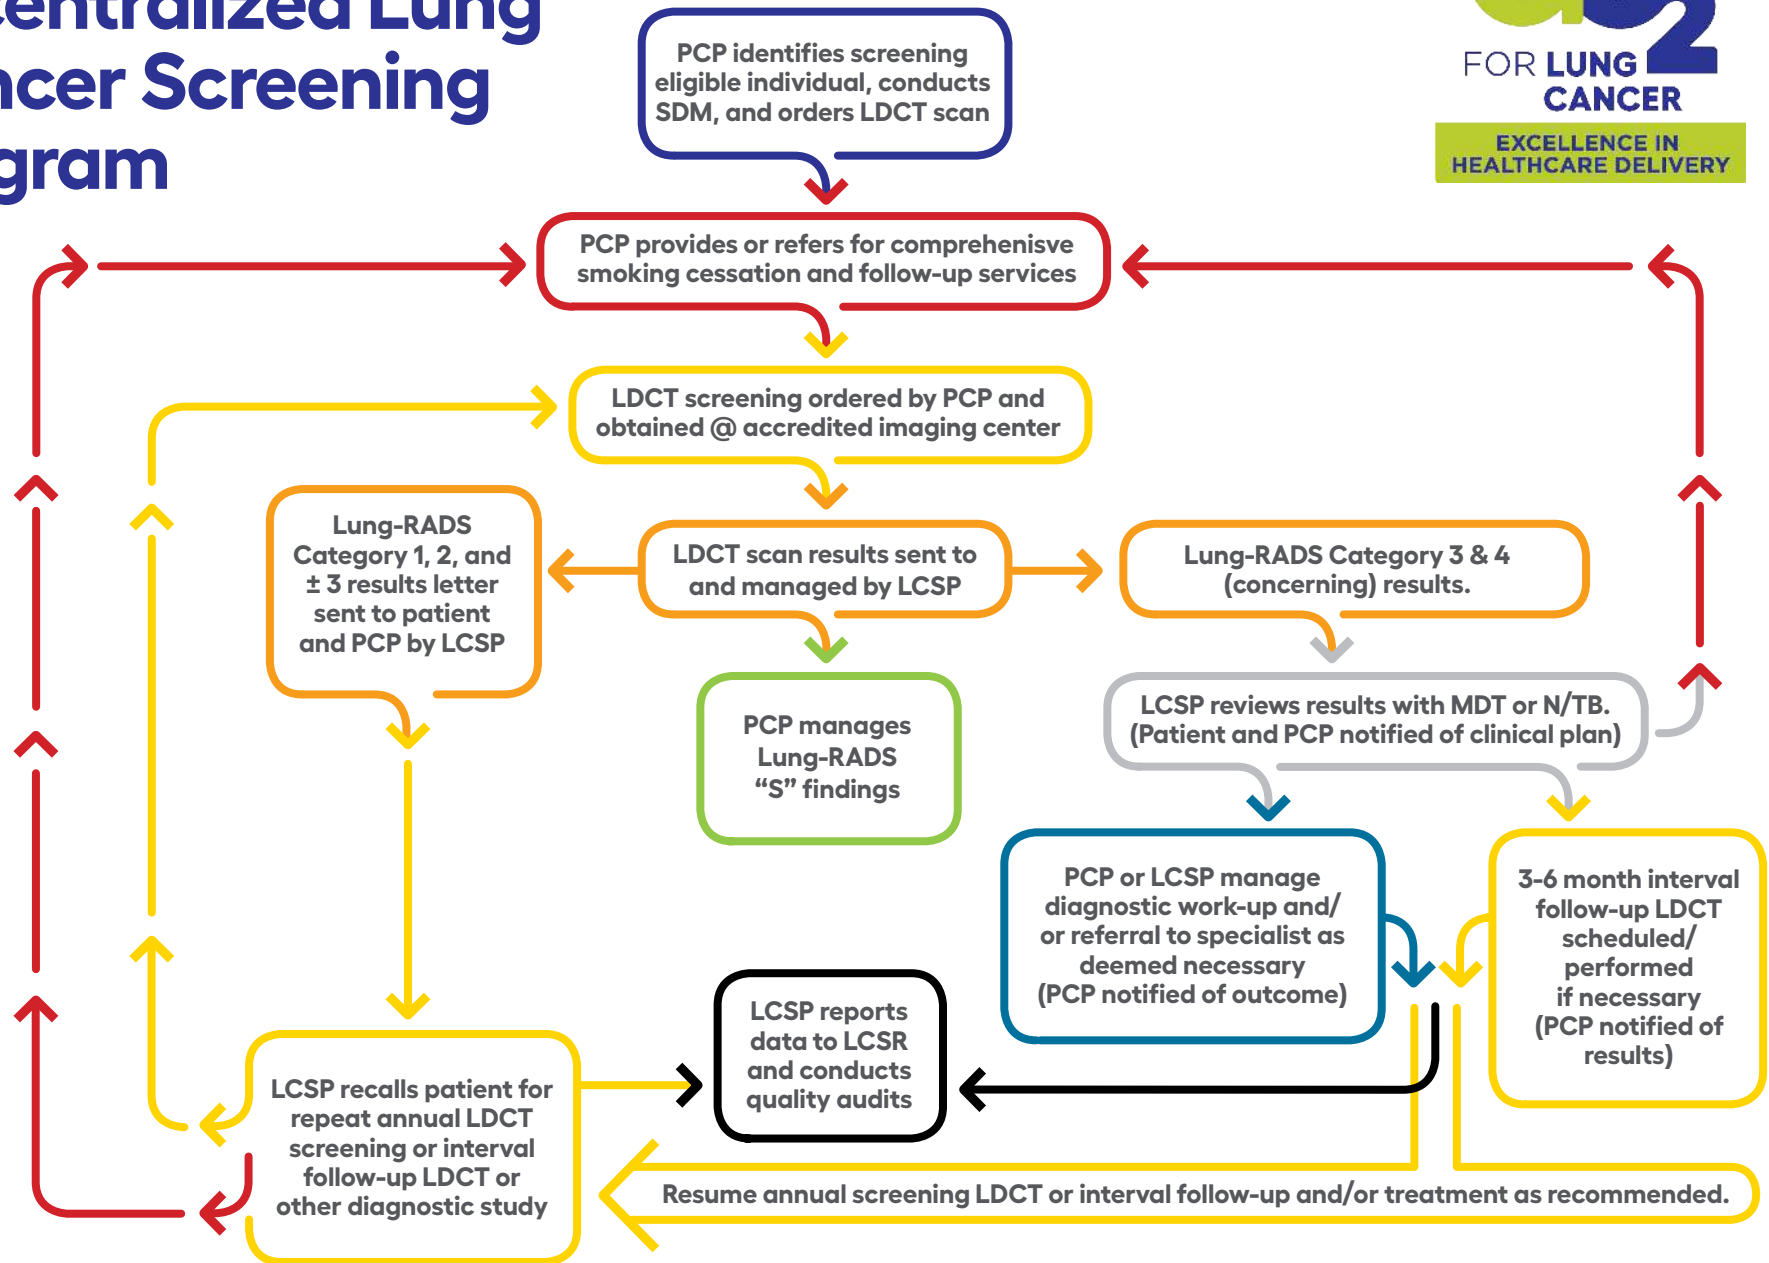 centralized Lung
ncer Screening
gram
FOR LUNG
CANCER
EXCELLENCE IN
HEALTHCARE DELIVERY
PCP identifies screening
eligible individual, conducts
SDM, and orders LDCT scan
PCP provides or refers for comprehenisve
smoking cessation and follow-up services
LDCT screening ordered by PCP and
obtained @ accredited imaging center
Lung-RADS
Category 1, 2, and
± 3 results letter
sent to patient
and PCP by LCSP
LDCT scan results sent to
and managed by LCSP
Lung-RADS Category 3 & 4
(concerning) results.
PCP manages
Lung-RADS
“S” findings
LCSP reviews results with MDT or N/TB.
(Patient and PCP notified of clinical plan)
PCP or LCSP manage
diagnostic work-up and/
or referral to specialist as
deemed necessary
(PCP notified of outcome)
3-6 month interval
follow-up LDCT
scheduled/
performed
if necessary
(PCP notified of
results)
LCSP reports
data to LCSR
and conducts
quality audits
LCSP recalls patient for
repeat annual LDCT
screening or interval
follow-up LDCT or
other diagnostic study
Resume annual screening LDCT or interval follow-up and/or treatment as recommended.